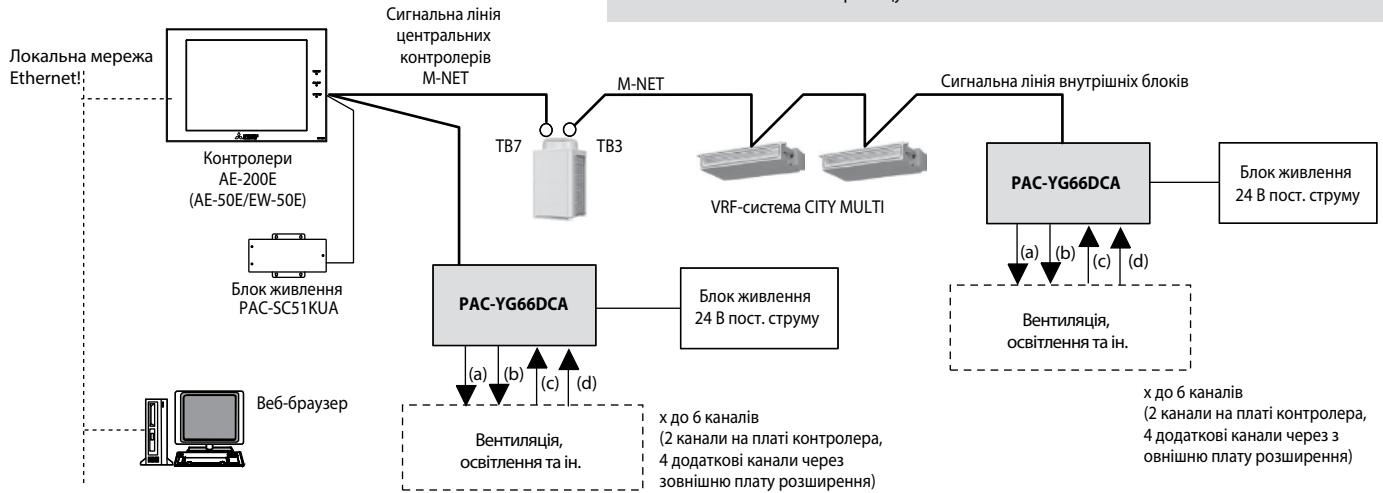 Сигнальна лінія
центральних
контролерів
M-NET
Локальна мережа
Ethernet!
M-NET
Сигнальна лінія внутрішніх блоків
TB7
TB3
Контролери
AE-200E
(AE-50E/EW-50E)
VRF-система CITY MULTI
PAC-YG66DCA
Блок живлення
24 В пост. струму
(a)
(b)
(c)
(d)
Вентиляція,
освітлення та ін.
x до 6 каналів
(2 канали на платі контролера,
4 додаткові канали через з
овнішню плату розширення)
Блок живлення
PAC-SC51KUA
PAC-YG66DCA
Блок живлення
24 В пост. струму
(a)
(b)
(c)
(d)
Вентиляція,
освітлення та ін.
x до 6 каналів
(2 канали на платі контролера,
4 додаткові канали через
зовнішню плату розширення)
Веб-браузер